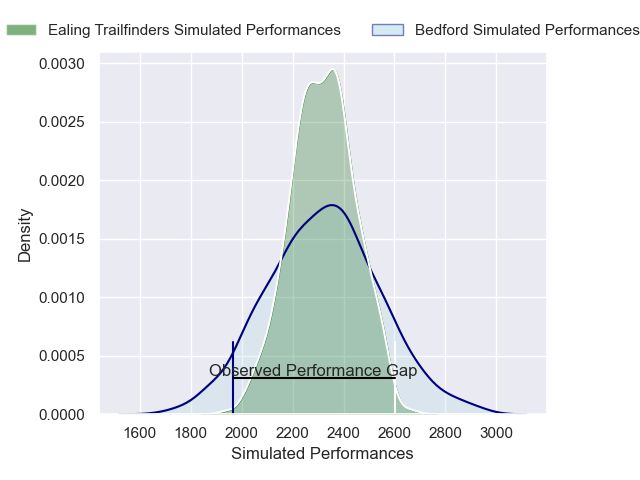 Ealing Trailfinders Simulated Performances
Bedford Simulated Performances
0.0030
0.0025
0.0020
0.0015
0.0010
0.0005
0.0000
Density
Observed Performance Gap
1600 1800 2000 2200 2400 2600 2800 3000
Simulated Performances